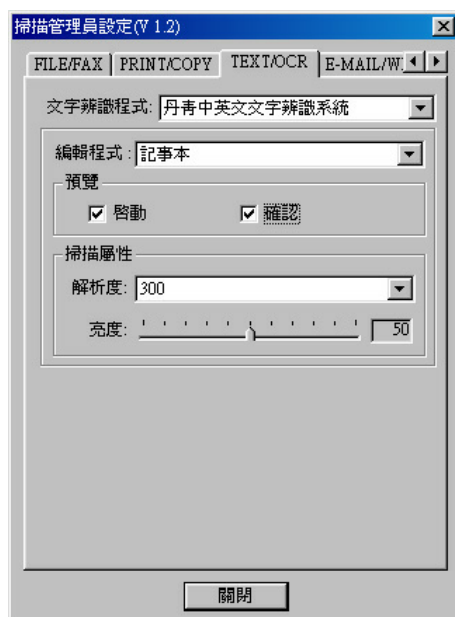 掃描管理員設定(V 1.2)
FILE/FAX PRINT/COPY TEXT/OCR E-MAIL/W
文字辨識程式: 丹青中英文文字辨識系統
編輯程式 : 記事本
預覽
啓動 確認
掃描屬性
解析度: 300
亮度: 50
關閉